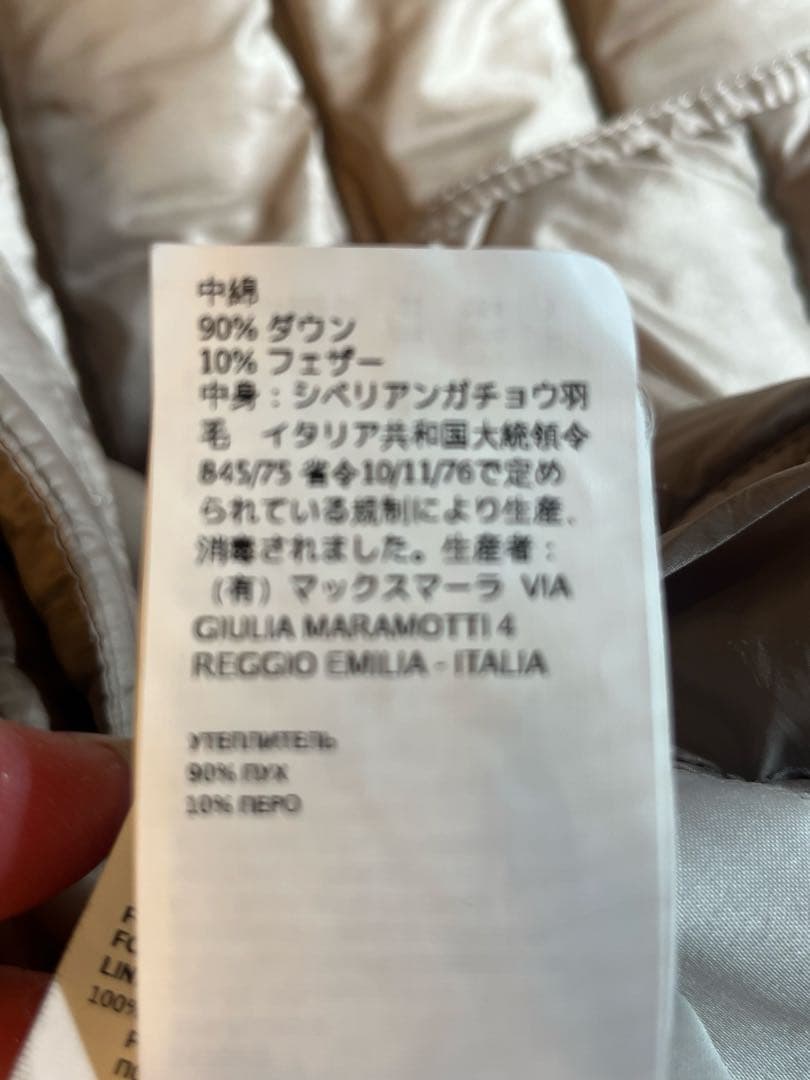 中綿
90% ダウン
10% フェザー
中身：シベリアンガチョウ羽
毛　イタリア共和国大統領令
845/75 省令10/11/76で定め
られている規制により生産、
消毒されました。生産者：
（有）マックスマーラ VIA
GIULIA MARAMOTTI 4
REGGIO EMILIA - ITALIA
УТЕПЛИТЕЛЬ
90% ПУХ
10% ПЕРО
LIN
100%